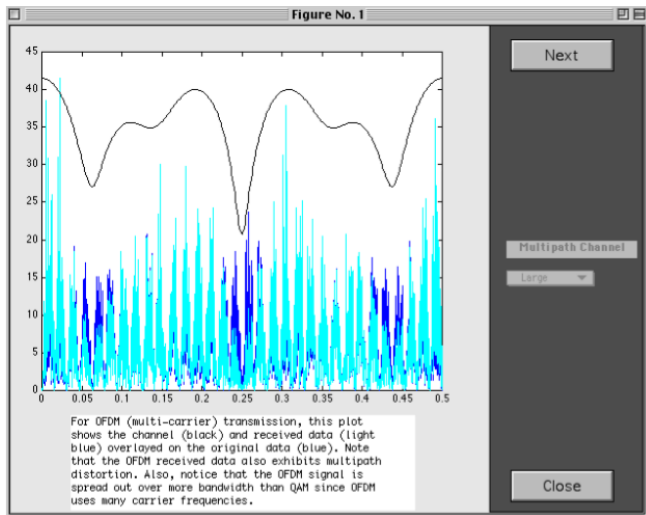 Figure No. 1
Next
45
40
35
30
25
20
15
10
5
0
0 0.05 0.1 0.15 0.2 0.25 0.3 0.35 0.4 0.45 0.5
Multipath Channel
Large
For OFDM (multi-carrier) transmission, this plot
shows the channel (black) and received data (light
blue) overlayed on the original data (blue). Note
that the OFDM received data also exhibits multipath
distortion. Also, notice that the OFDM signal is
spread out over more bandwidth than QAM since OFDM
uses many carrier frequencies.
Close